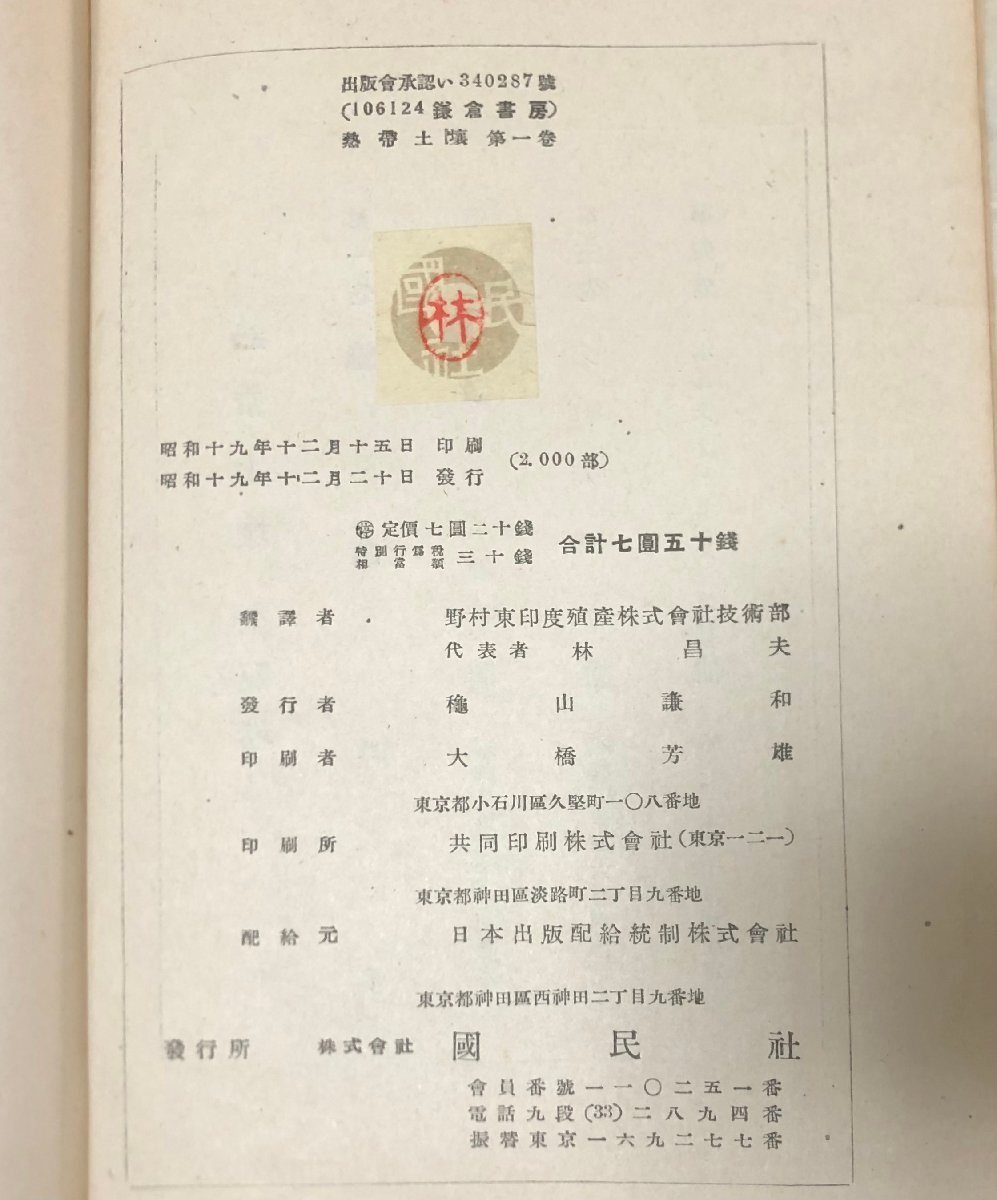 出版會承認い340287號
(106124 鎌倉書房)
熱帶土壤 第一卷
國民社
林
昭和十九年十二月十五日 印刷
昭和十九年十二月二十日 發行
(2.000部)
㊞ 定價七圓二十錢
特別行爲稅相當額 三十錢
合計七圓五十錢
飜譯者 野村東印度殖產株式會社技術部
代表者 林昌夫
發行者 龝山謙和
印刷者 大橋芳雄
東京都小石川區久堅町一〇八番地
印刷所 共同印刷株式會社(東京一二一)
東京都神田區淡路町二丁目九番地
配給元 日本出版配給統制株式會社
東京都神田區西神田二丁目九番地
發行所 株式會社 國民社
會員番號一一〇二五一番
電話九段(33)二八九四番
振替東京一六九二七七番